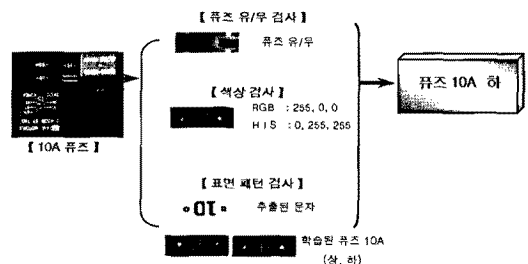 【 퓨즈 유/무 검사 】
퓨즈 유/무
【 색상 검사 】
RGB : 255, 0, 0
H I S : 0, 255, 255
【 10A 퓨즈 】
퓨즈 10A 하
【 표면 패턴 검사 】
추출된 문자
학습된 퓨즈 10A
(상, 하)